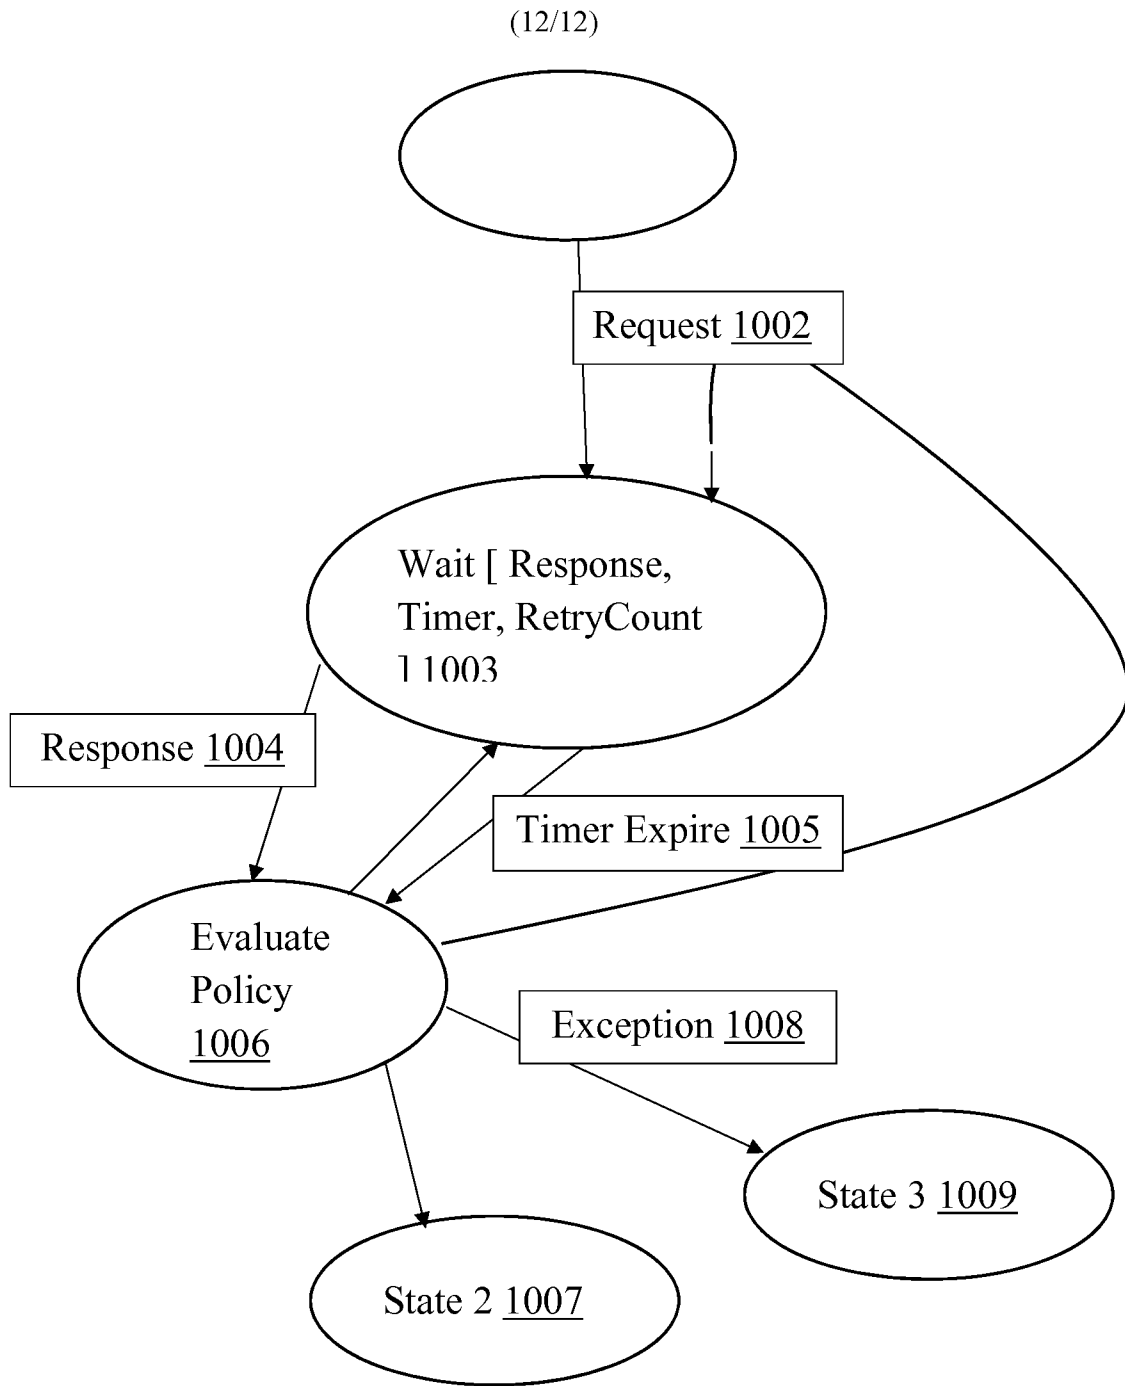 (12/12)
Request 1002
Wait [ Response,
Timer, RetryCount
] 1003
Response 1004
Timer Expire 1005
Evaluate
Policy
1006
Exception 1008
State 3 1009
State 2 1007